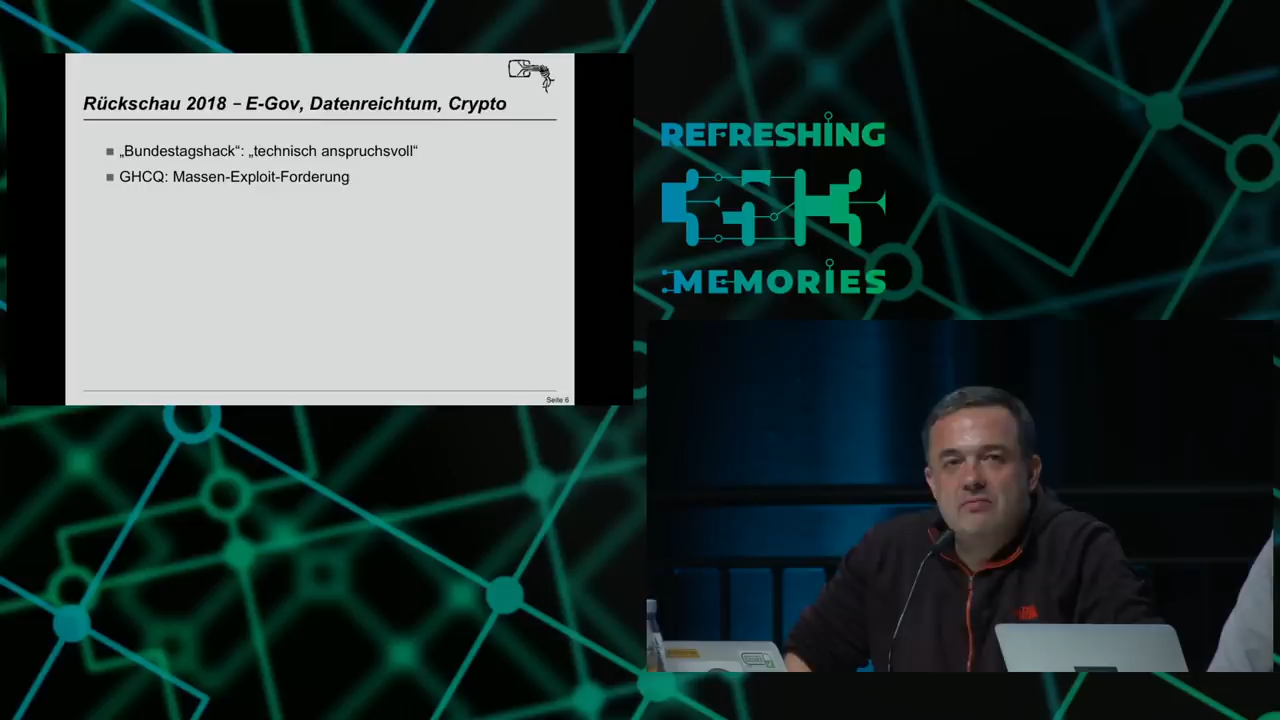 Rückschau 2018 – E-Gov, Datenreichtum, Crypto
„Bundestagshack“: „technisch anspruchsvoll“
GHCQ: Massen-Exploit-Forderung
Seite 6
REFRESHING
MEMORIES